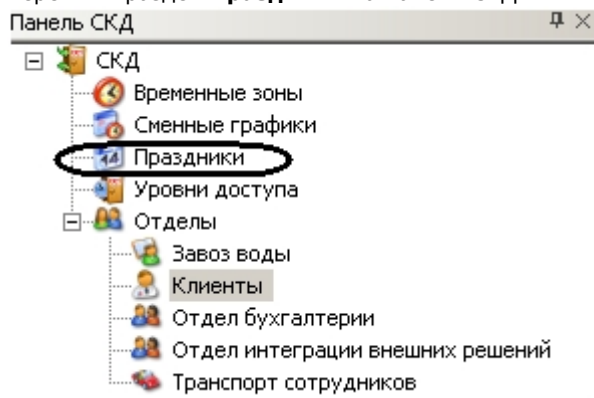 Панель СКД
СКД
Временные зоны
Сменные графики
Праздники
Уровни доступа
Отделы
Завоз воды
Клиенты
Отдел бухгалтерии
Отдел интеграции внешних решений
Транспорт сотрудников